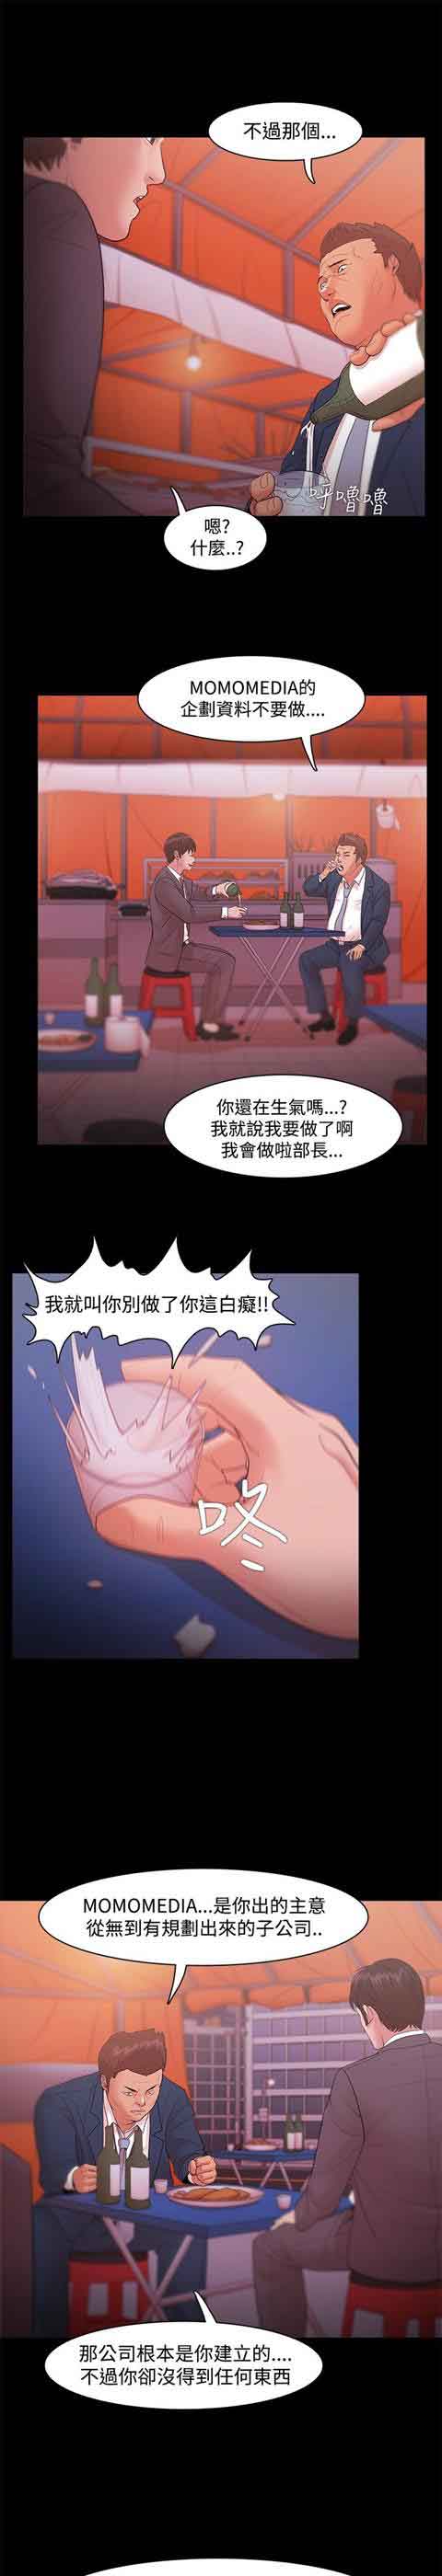 不過那個...
呼嚕嚕
嗯?
什麼..?
MOMOMEDIA的
企劃資料不要做....
你還在生氣嗎...?
我就說我要做了啊
我會做啦部長...
我就叫你別做了你這白癡!!
咚
MOMOMEDIA...是你出的主意
從無到有規劃出來的子公司..
那公司根本是你建立的....
不過你卻沒得到任何東西